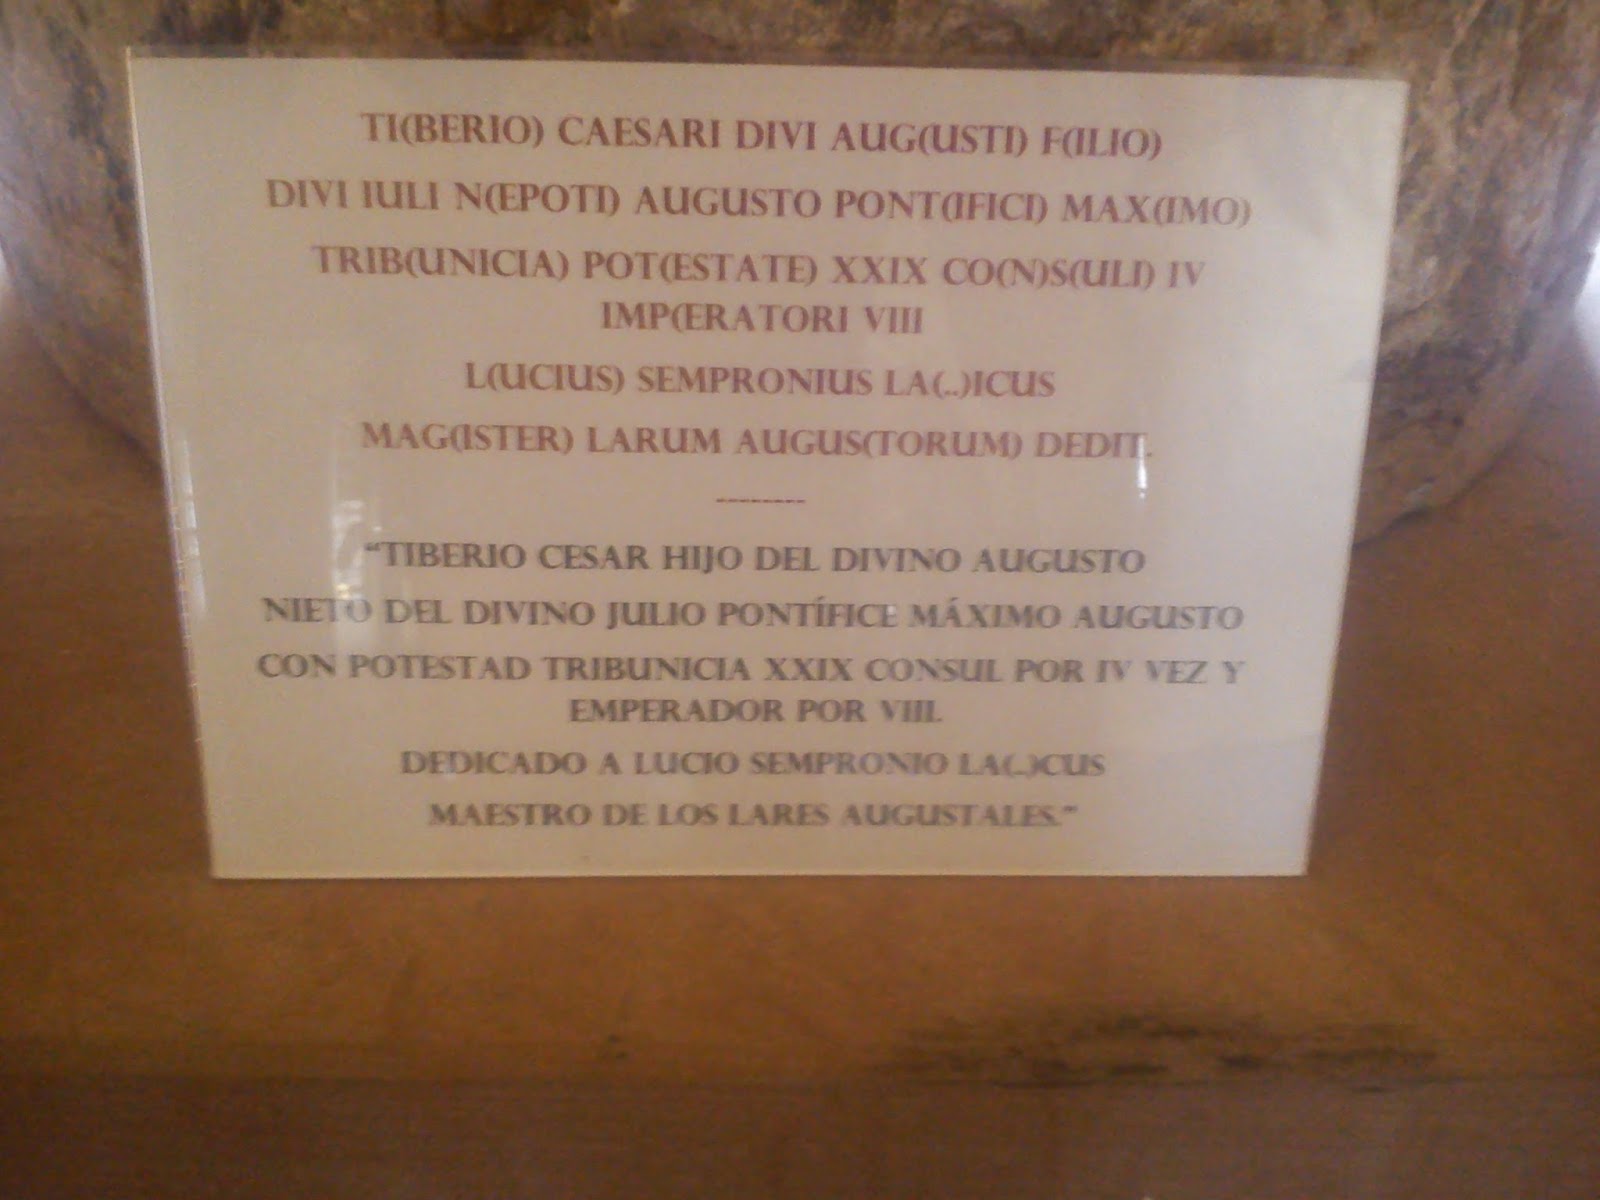 TI(BERIO) CAESARI DIVI AUG(USTI) F(ILIO)
DIVI IULI N(EPOTI) AUGUSTO PONT(IFICI) MAX(IMO)
TRIB(UNICIA) POT(ESTATE) XXIX CO(N)S(ULI) IV
IMP(ERATORI VIII
L(UCIUS) SEMPRONIUS LA(..)ICUS
MAG(ISTER) LARUM AUGUS(TORUM) DEDIT.
--------
"TIBERIO CESAR HIJO DEL DIVINO AUGUSTO
NIETO DEL DIVINO JULIO PONTÍFICE MÁXIMO AUGUSTO
CON POTESTAD TRIBUNICIA XXIX CONSUL POR IV VEZ Y
EMPERADOR POR VIII.
DEDICADO A LUCIO SEMPRONIO LA(..)CUS
MAESTRO DE LOS LARES AUGUSTALES."